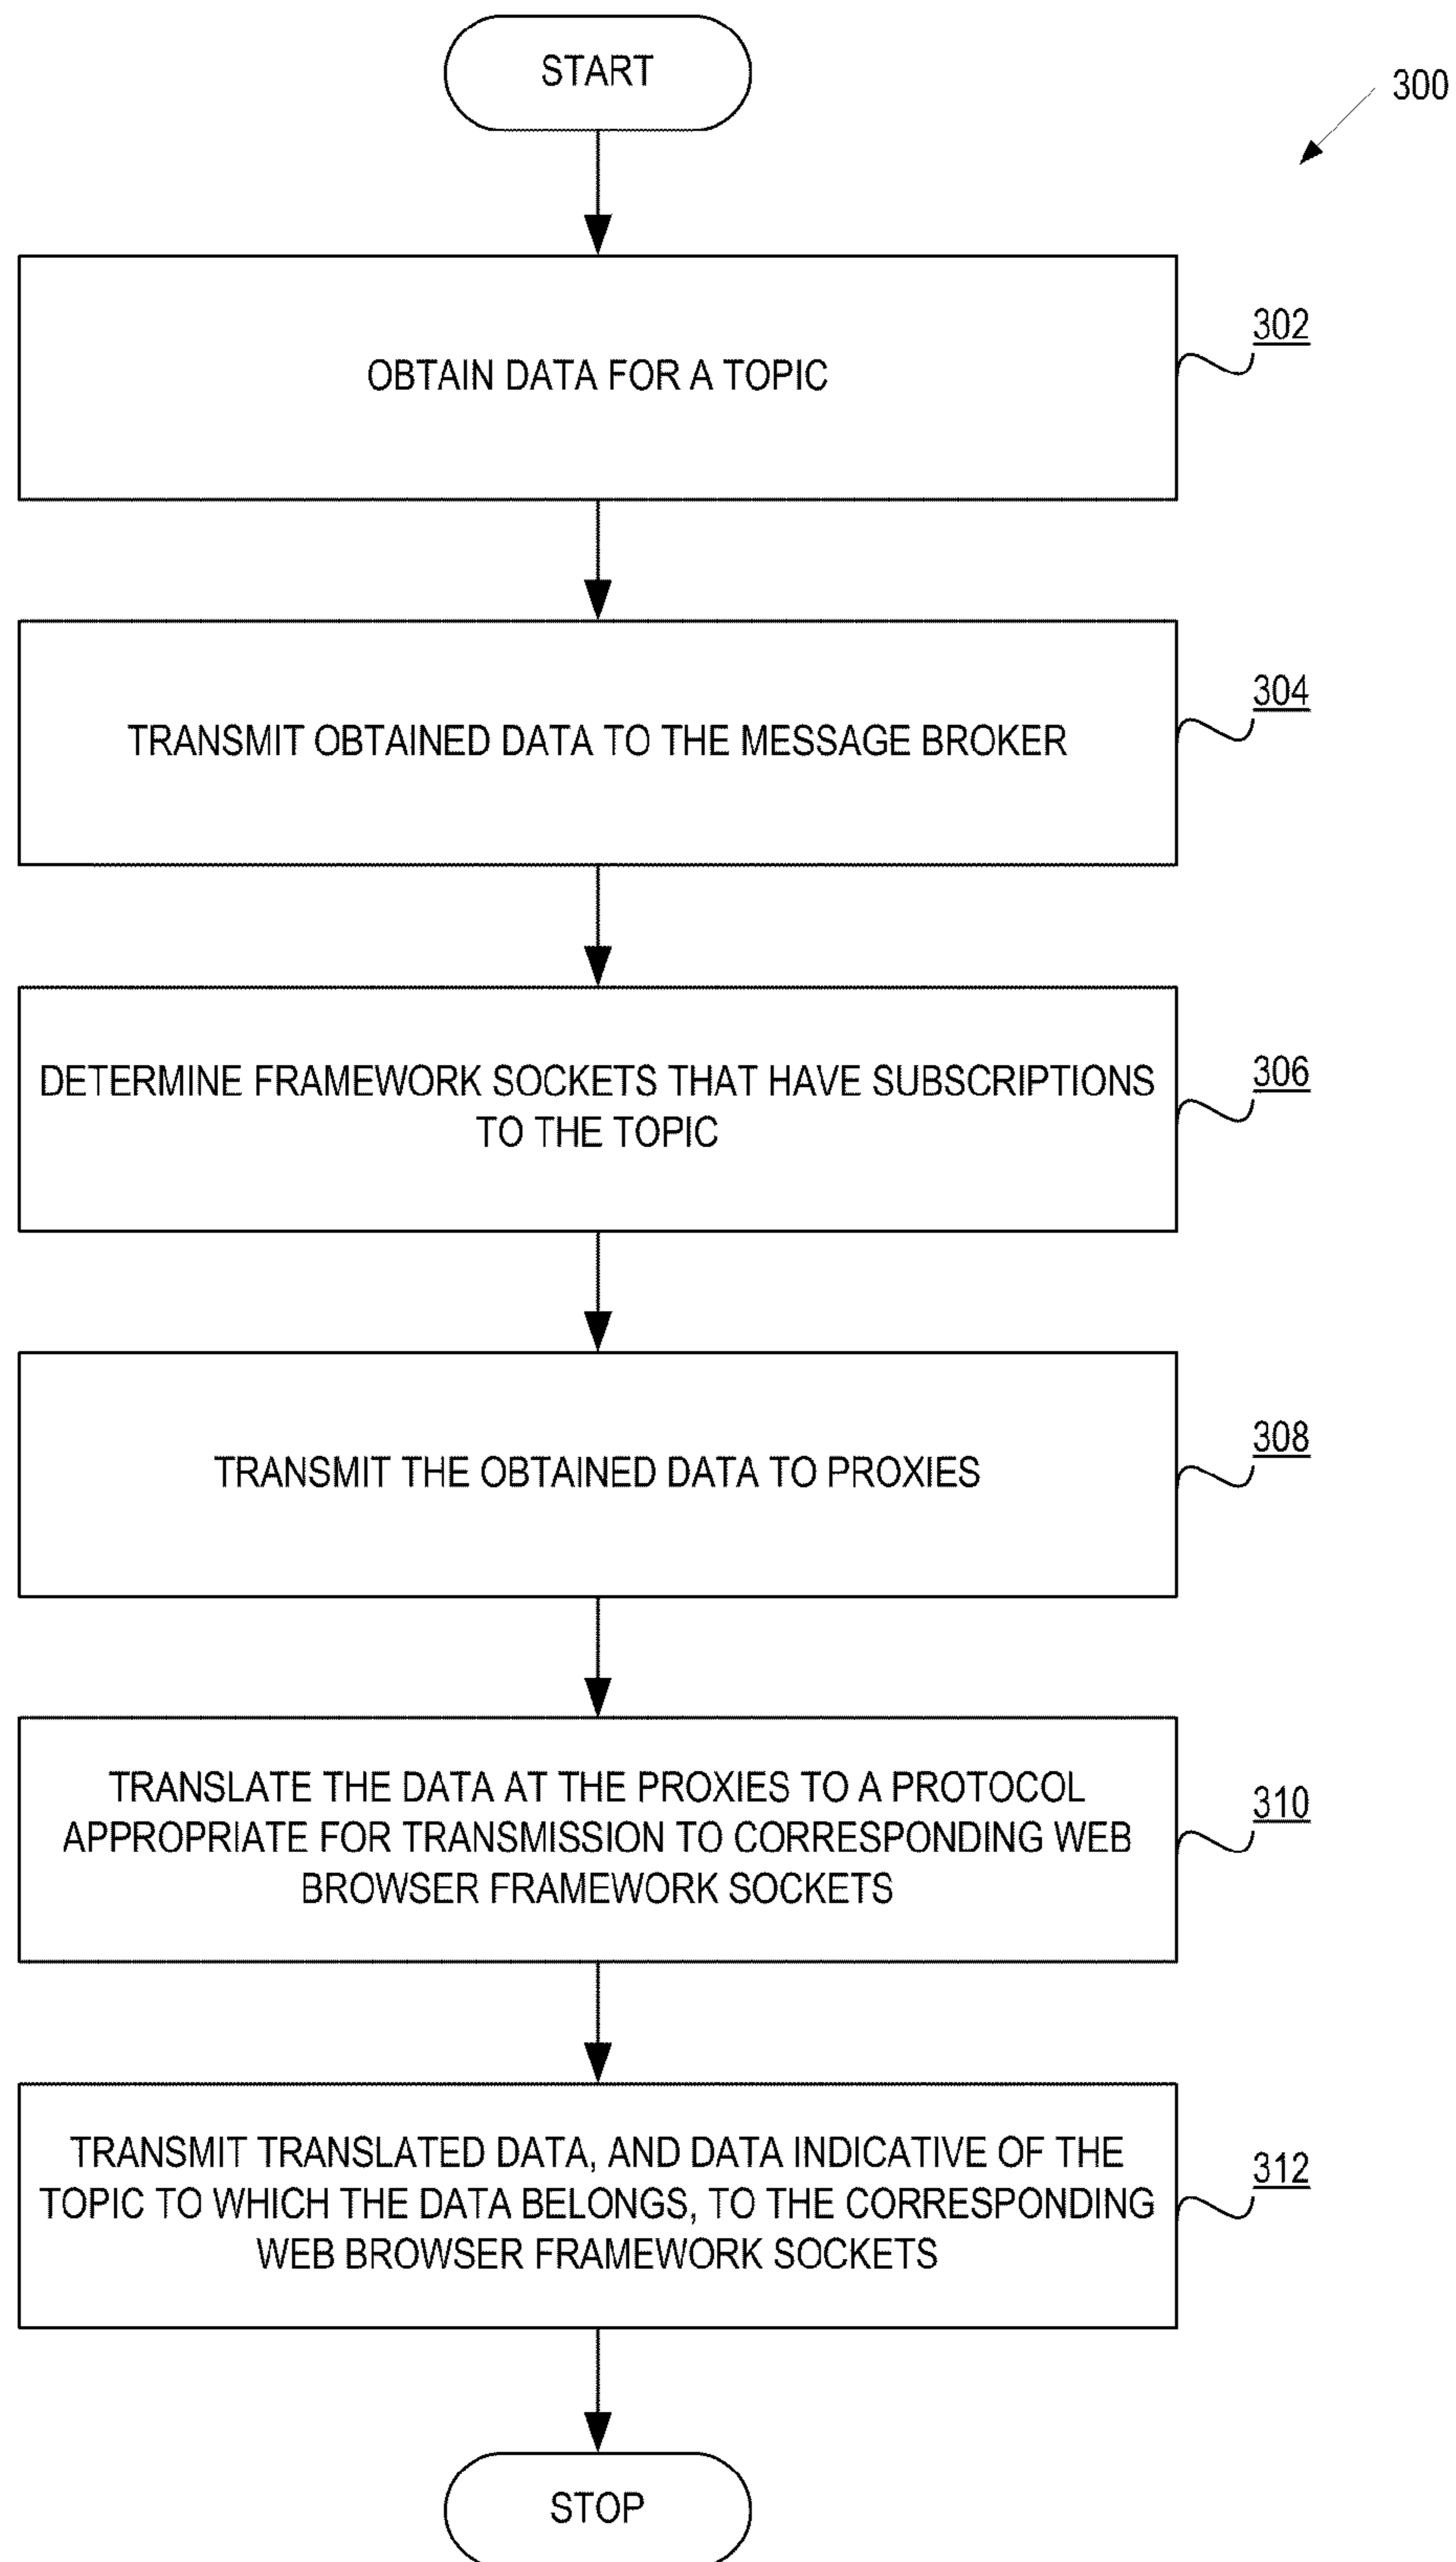 START
300
302
OBTAIN DATA FOR A TOPIC
304
TRANSMIT OBTAINED DATA TO THE MESSAGE BROKER
306
DETERMINE FRAMEWORK SOCKETS THAT HAVE SUBSCRIPTIONS
TO THE TOPIC
308
TRANSMIT THE OBTAINED DATA TO PROXIES
310
TRANSLATE THE DATA AT THE PROXIES TO A PROTOCOL
APPROPRIATE FOR TRANSMISSION TO CORRESPONDING WEB
BROWSER FRAMEWORK SOCKETS
312
TRANSMIT TRANSLATED DATA, AND DATA INDICATIVE OF THE
TOPIC TO WHICH THE DATA BELONGS, TO THE CORRESPONDING
WEB BROWSER FRAMEWORK SOCKETS
STOP